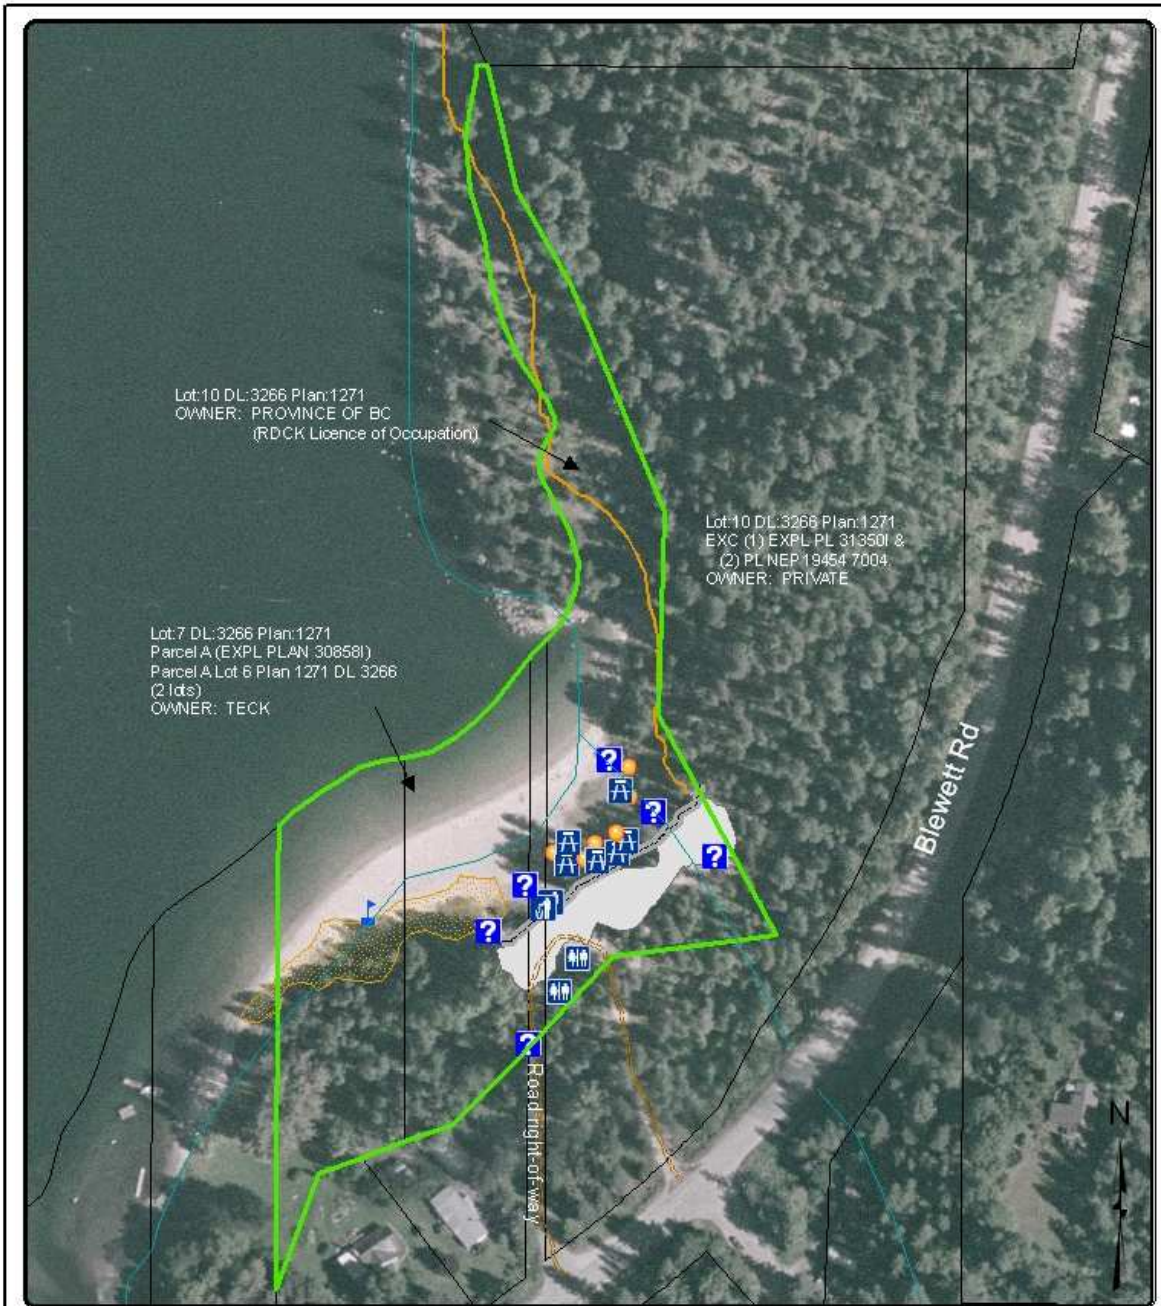 Lot:10 DL:3266 Plan:1271
OWNER: PROVINCE OF BC
(RDCK Licence of Occupation)
Lot:10 DL:3266 Plan:1271
EXC (1) EXPL PL 31350I &
(2) PL NEP19454 7004
OWNER: PRIVATE
Lot:7 DL:3266 Plan:1271
Parcel A (EXPL PLAN 30858I)
Parcel A Lot 6 Plan 1271 DL 3266
(2 lots)
OWNER: TECK
?
?
?
?
?
?
Blewett Rd
Road right-of-way
N